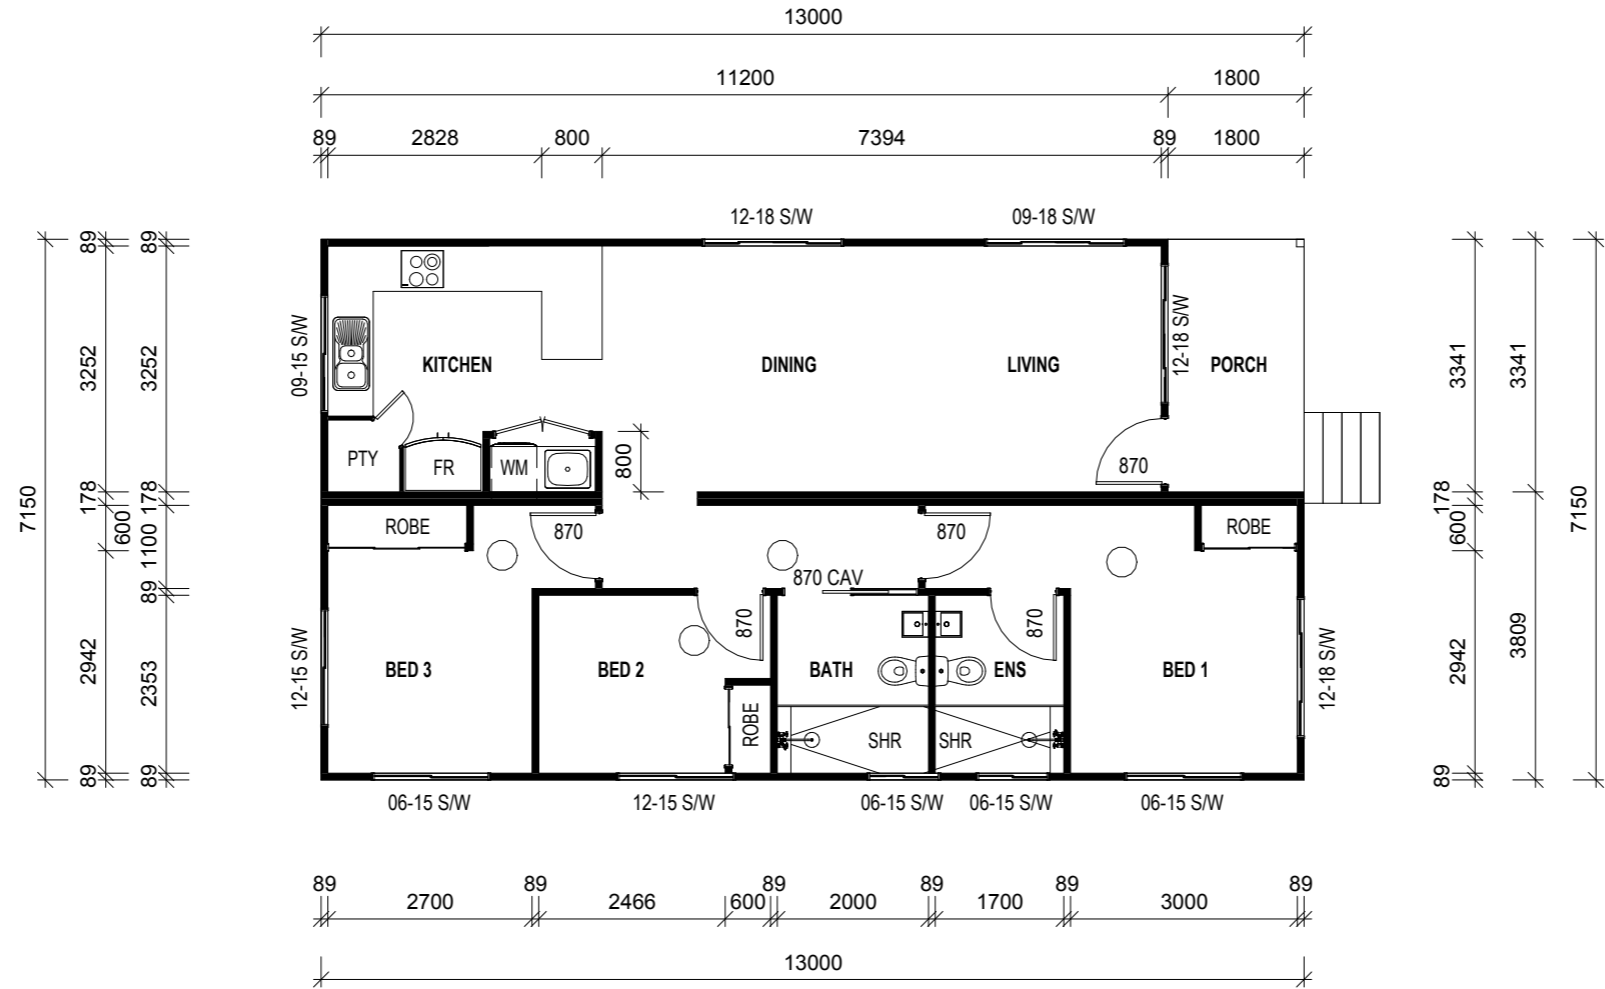 13000
11200 1800
89 2828 800 7394 89 1800
12-18 S/W 09-18 S/W
7150
89
3252
178
600
2942
89
89
3252
178
1100
89
2353
89
09-15 S/W
KITCHEN
DINING
LIVING
12-18 S/W
PORCH
PTY
FR
WM
800
870
ROBE
870
870
ROBE
870 CAV
12-15 S/W
BED 3
BED 2
870
BATH
ENS
870
BED 1
12-18 S/W
ROBE
SHR
SHR
06-15 S/W 12-15 S/W 06-15 S/W 06-15 S/W 06-15 S/W
3341
178
600
2942
89
3341
3809
7150
89 2700 89 2466 600 89 2000 89 1700 89 3000 89
13000